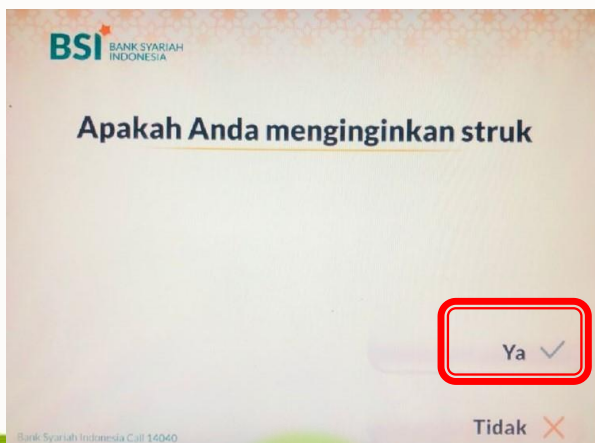 BSI BANK SYARIAH
INDONESIA
Apakah Anda menginginkan struk
Ya
Tidak
Bank Syariah Indonesia Call 14040